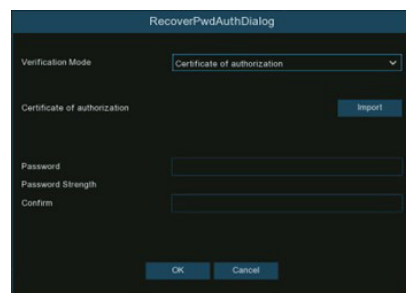 RecoverPwdAuthDialog
Verification Mode
Certificate of authorization
Certificate of authorization
Import
Password
Password Strength
Confirm
OK
Cancel